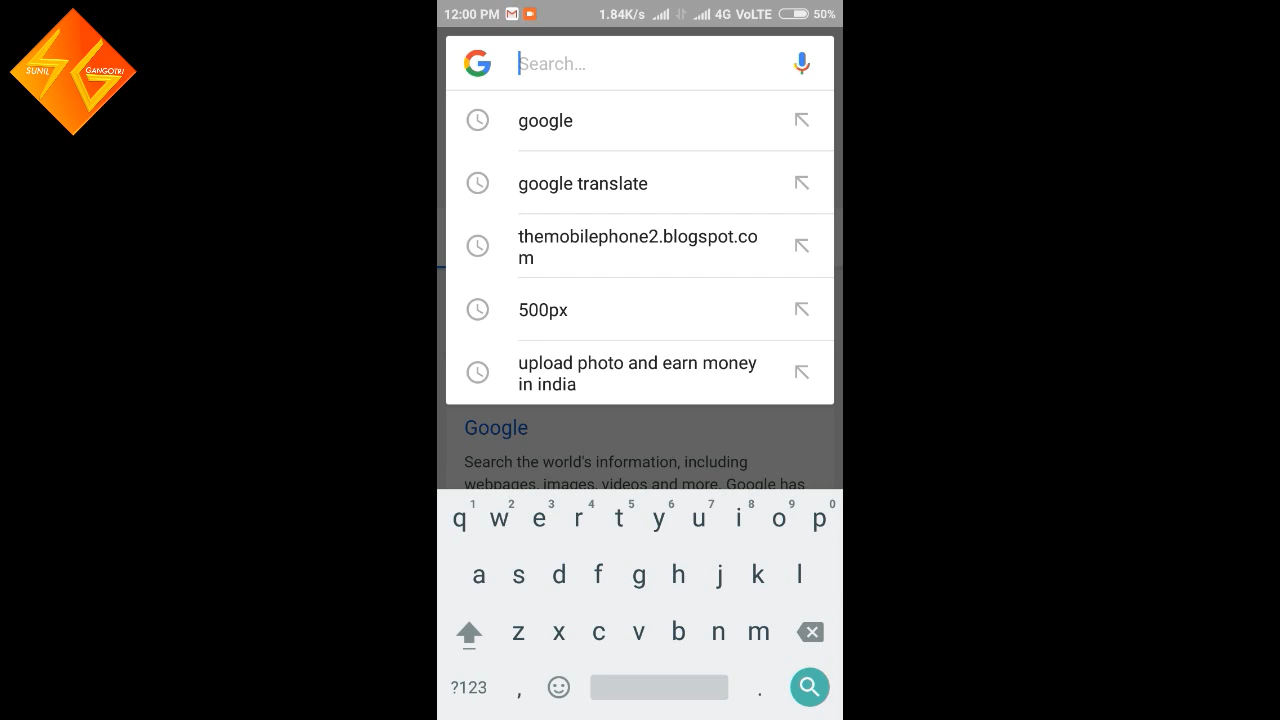 SUNIL
GANGOTRI
12:00 PM 1.84K/s 4G VoLTE 50%
Search...
google
google translate
themobilephone2.blogspot.co
m
500px
upload photo and earn money
in india
Google
Search the world's information, including
webpages, images, videos and more. Google has
1 2 3 4 5 6 7 8 9 0
q w e r t y u i o p
a s d f g h j k l
z x c v b n m
?123 , .